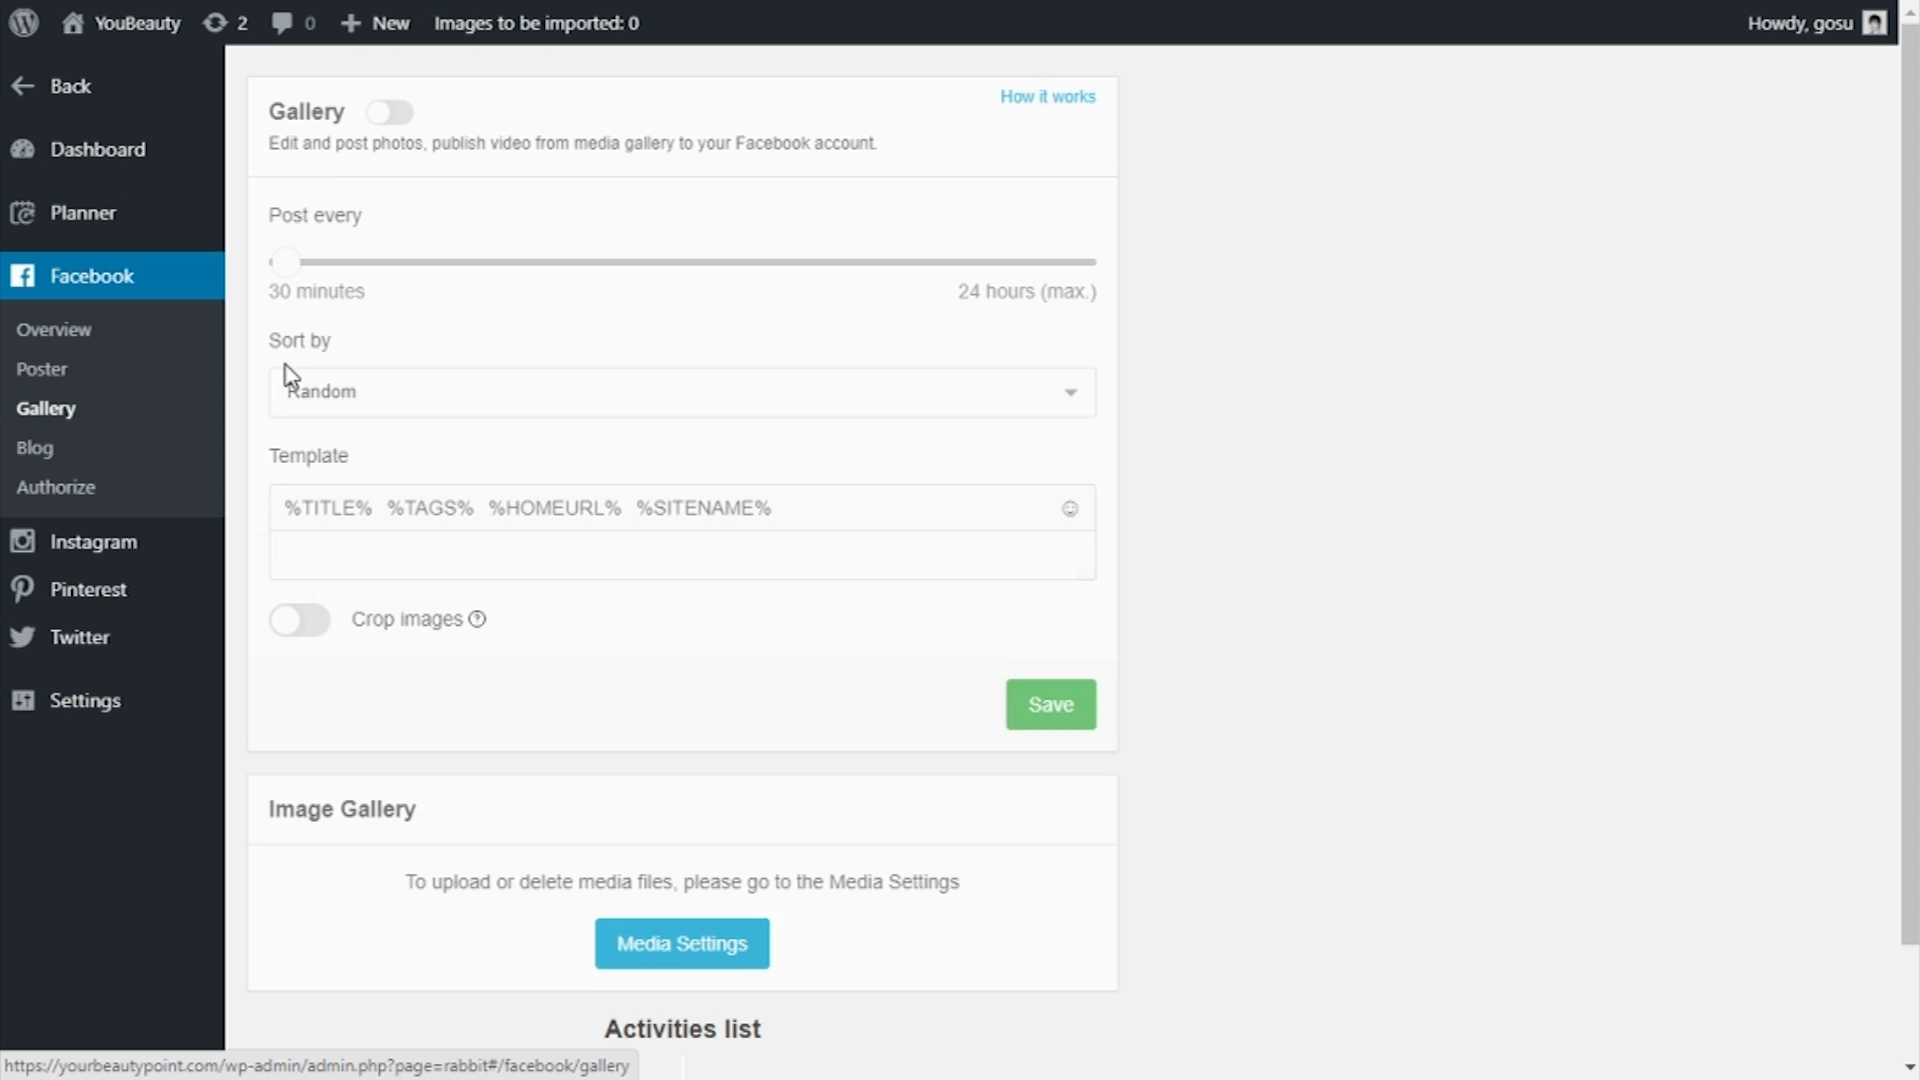 YouBeauty 2 0 New Images to be imported: 0 Howdy, gosu
Back
Dashboard
Planner
Facebook
Overview
Poster
Gallery
Blog
Authorize
Instagram
Pinterest
Twitter
Settings
Gallery
How it works
Edit and post photos, publish video from media gallery to your Facebook account.
Post every
30 minutes 24 hours (max.)
Sort by
Random
Template
%TITLE% %TAGS% %HOMEURL% %SITENAME%
Crop images ?
Save
Image Gallery
To upload or delete media files, please go to the Media Settings
Media Settings
Activities list
https://yourbeautypoint.com/wp-admin/admin.php?page=rabbit#/facebook/gallery